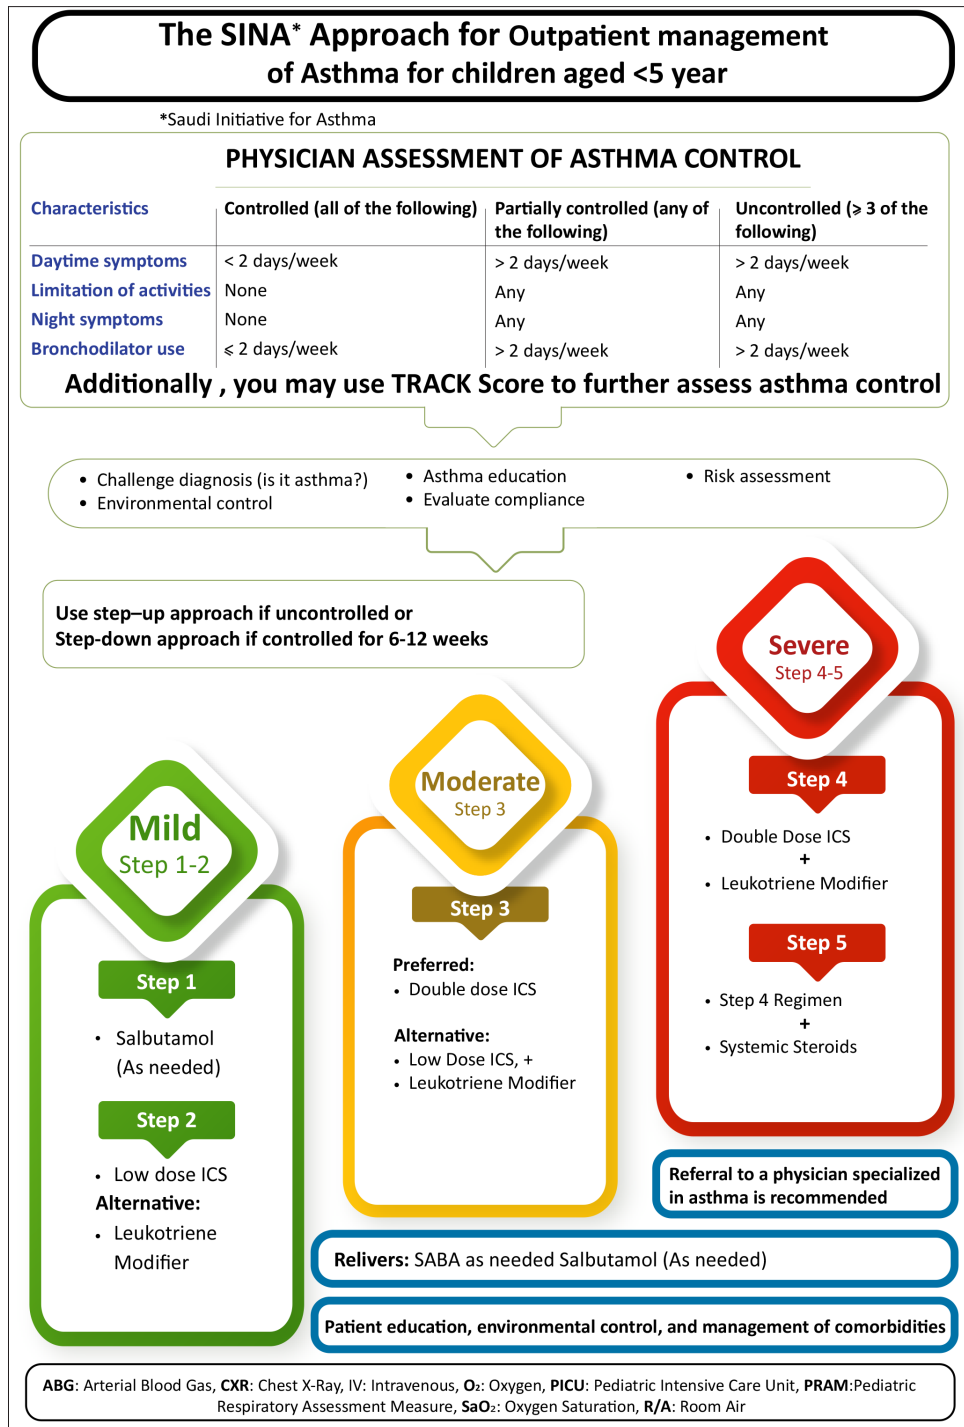 The SINA* Approach for Outpatient management
of Asthma for children aged <5 year
*Saudi Initiative for Asthma
PHYSICIAN ASSESSMENT OF ASTHMA CONTROL
Characteristics Controlled (all of the following) Partially controlled (any of the following) Uncontrolled (⩾ 3 of the following)
Daytime symptoms < 2 days/week > 2 days/week > 2 days/week
Limitation of activities None Any Any
Night symptoms None Any Any
Bronchodilator use ⩽ 2 days/week > 2 days/week > 2 days/week
Additionally , you may use TRACK Score to further assess asthma control
• Challenge diagnosis (is it asthma?)
• Environmental control
• Asthma education
• Evaluate compliance
• Risk assessment
Use step–up approach if uncontrolled or
Step-down approach if controlled for 6-12 weeks
Mild
Step 1-2
Step 1
• Salbutamol
(As needed)
Step 2
• Low dose ICS
Alternative:
• Leukotriene
Modifier
Moderate
Step 3
Step 3
Preferred:
• Double dose ICS
Alternative:
• Low Dose ICS, +
• Leukotriene Modifier
Severe
Step 4-5
Step 4
• Double Dose ICS
+
• Leukotriene Modifier
Step 5
• Step 4 Regimen
+
• Systemic Steroids
Referral to a physician specialized
in asthma is recommended
Relivers: SABA as needed Salbutamol (As needed)
Patient education, environmental control, and management of comorbidities
ABG: Arterial Blood Gas, CXR: Chest X-Ray, IV: Intravenous, O₂: Oxygen, PICU: Pediatric Intensive Care Unit, PRAM:Pediatric
Respiratory Assessment Measure, SaO₂: Oxygen Saturation, R/A: Room Air